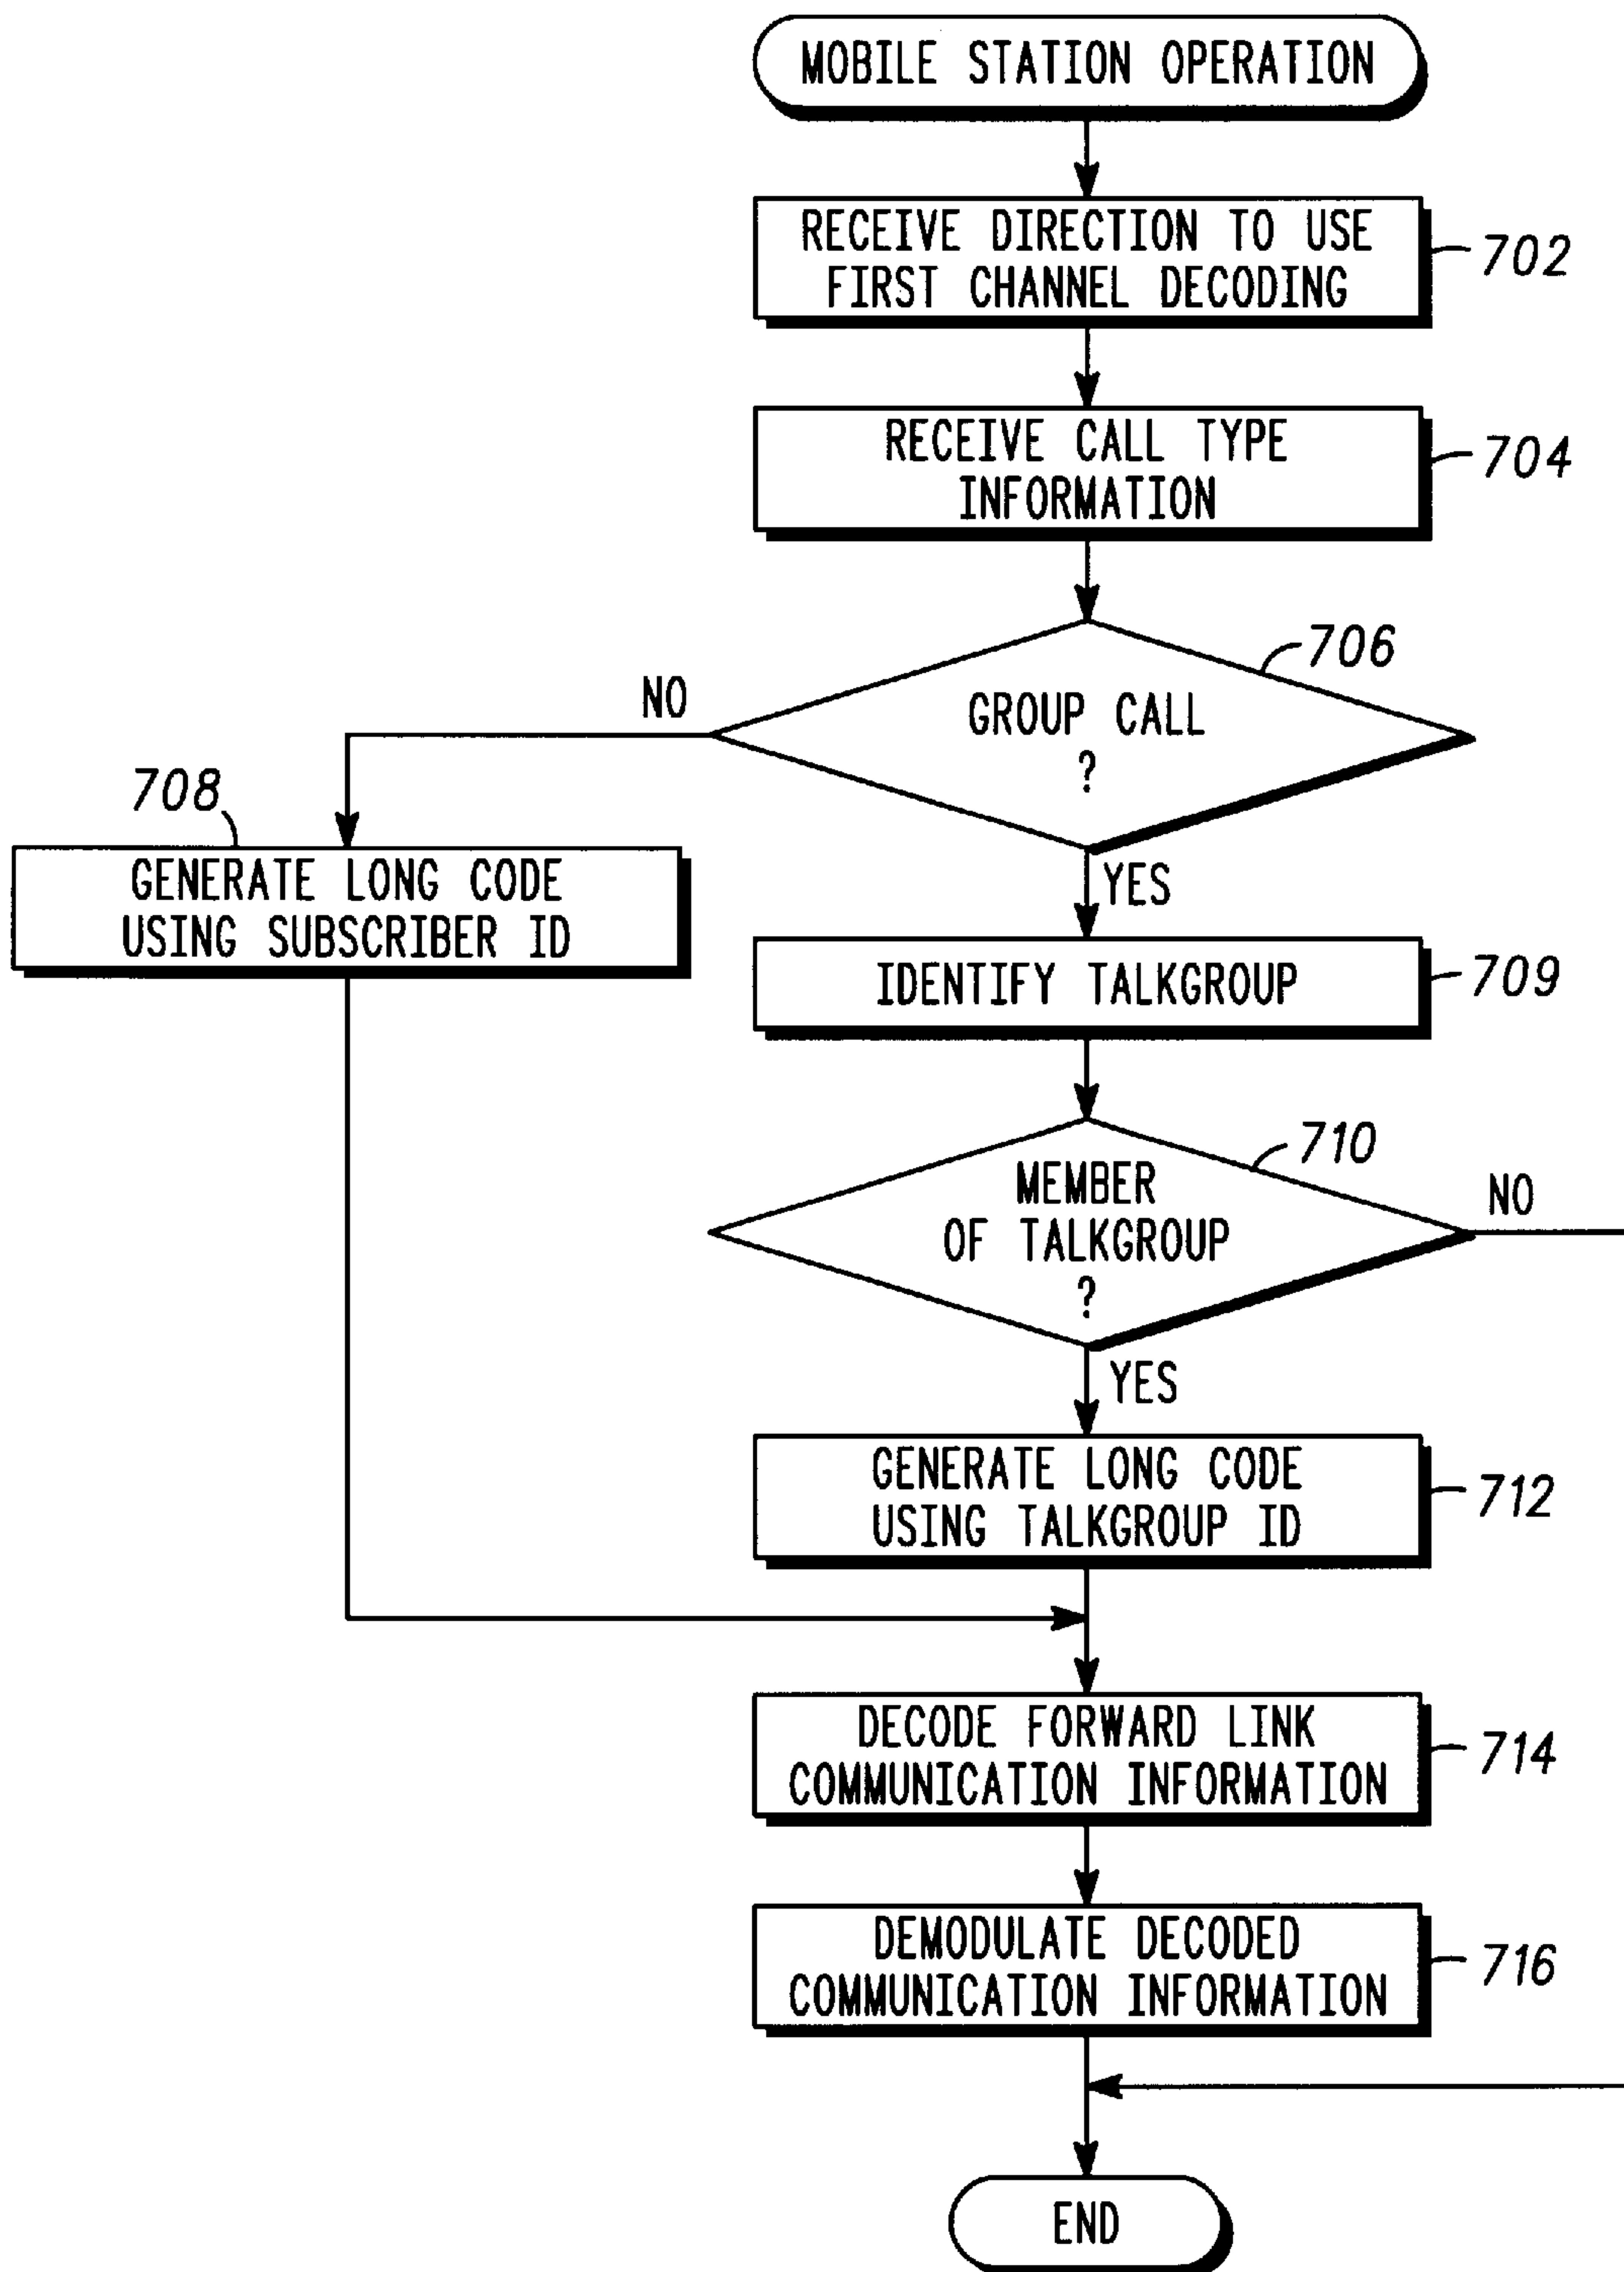 MOBILE STATION OPERATION
RECEIVE DIRECTION TO USE
FIRST CHANNEL DECODING
702
RECEIVE CALL TYPE
INFORMATION
704
706
GROUP CALL
?
NO
YES
708
GENERATE LONG CODE
USING SUBSCRIBER ID
IDENTIFY TALKGROUP
709
710
MEMBER
OF TALKGROUP
?
NO
YES
GENERATE LONG CODE
USING TALKGROUP ID
712
DECODE FORWARD LINK
COMMUNICATION INFORMATION
714
DEMODULATE DECODED
COMMUNICATION INFORMATION
716
END